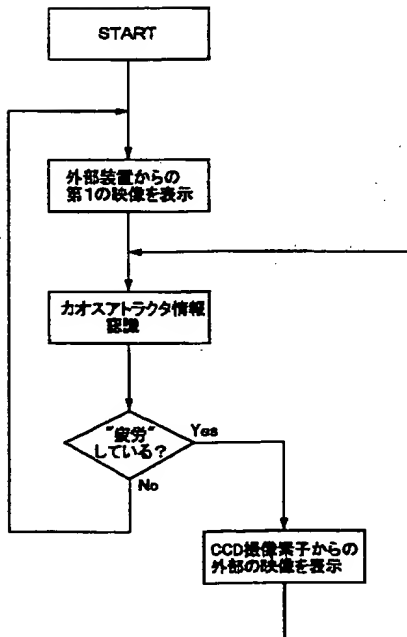 START
外部装置からの
第1の映像を表示
カオスアトラクタ情報
認識
"疲労"
している?
Yes
No
CCD撮像素子からの
外部の映像を表示